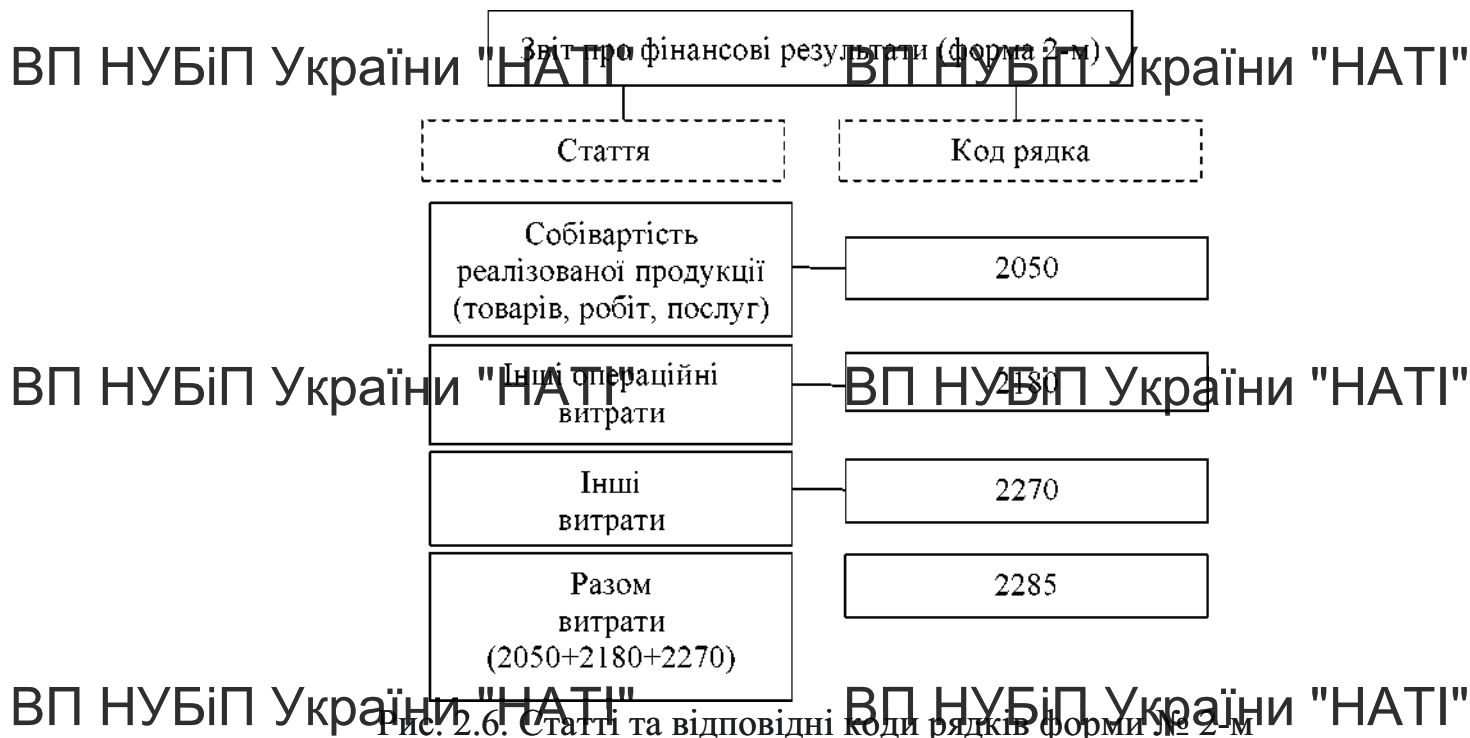 Звіт про фінансові результати (форма 2-м)
ВП НУБіП України "НАТІ" ВП НУБіП України "НАТІ"
Стаття Код рядка
Собівартість
реалізованої продукції
(товарів, робіт, послуг)
2050
ВП НУБіП України "НАТІ" ВП НУБіП України "НАТІ"
Інші операційні
витрати
2180
Інші
витрати
2270
Разом
витрати
(2050+2180+2270)
2285
ВП НУБіП України "НАТІ" ВП НУБіП України "НАТІ"
Рис. 2.6. Статті та відповідні коди рядків форми № 2-м